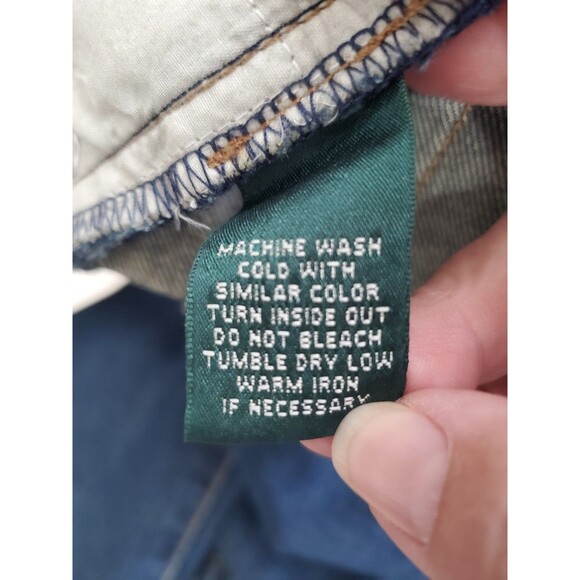 MACHINE WASH
COLD WITH
SIMILAR COLOR
TURN INSIDE OUT
DO NOT BLEACH
TUMBLE DRY LOW
WARM IRON
IF NECESSARY